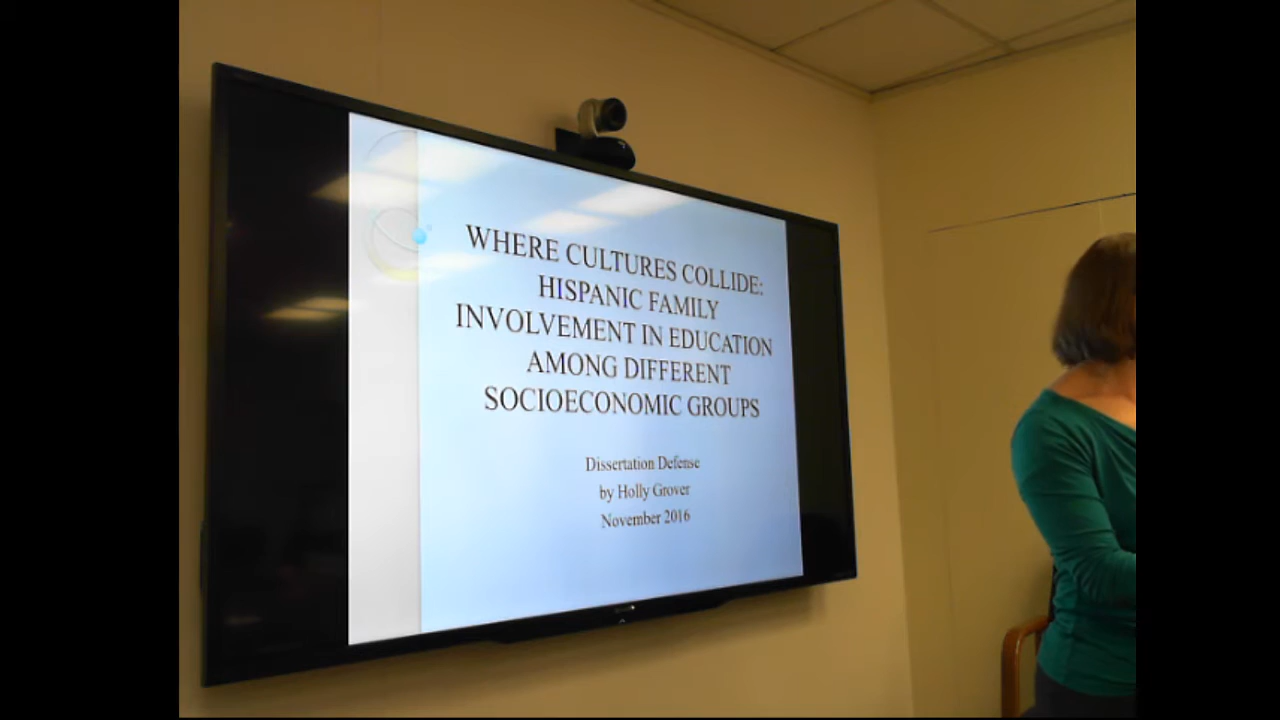 WHERE CULTURES COLLIDE:
HISPANIC FAMILY
INVOLVEMENT IN EDUCATION
AMONG DIFFERENT
SOCIOECONOMIC GROUPS
Dissertation Defense
by Holly Grover
November 2016